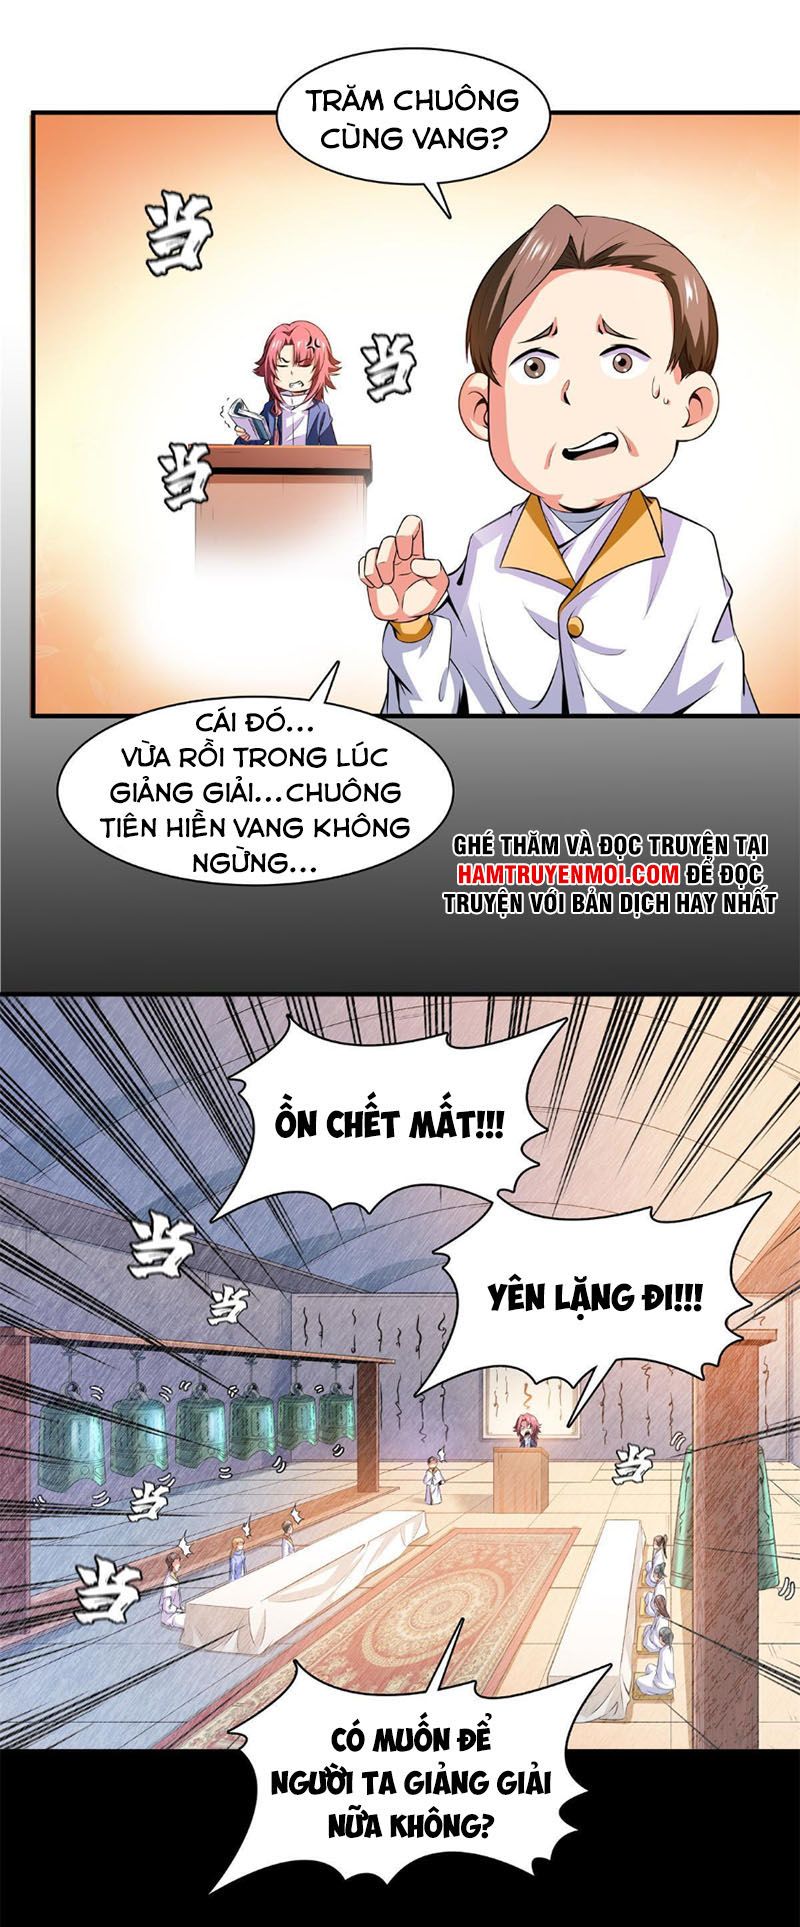 TRĂM CHUÔNG
CÙNG VANG?
当
当
当
CÁI ĐÓ...
VỪA RỒI TRONG LÚC
GIẢNG GIẢI...CHUÔNG
TIÊN HIỀN VANG KHÔNG
NGỪNG...
GHÉ THĂM VÀ ĐỌC TRUYỆN TẠI
HAMTRUYENMOI.COM ĐỂ ĐỌC
TRUYỆN VỚI BẢN DỊCH HAY NHẤT
ỒN CHẾT MẤT!!!
当
当
YÊN LẶNG ĐI!!!
当
当
当
CÓ MUỐN ĐỂ
NGƯỜI TA GIẢNG GIẢI
NỮA KHÔNG?